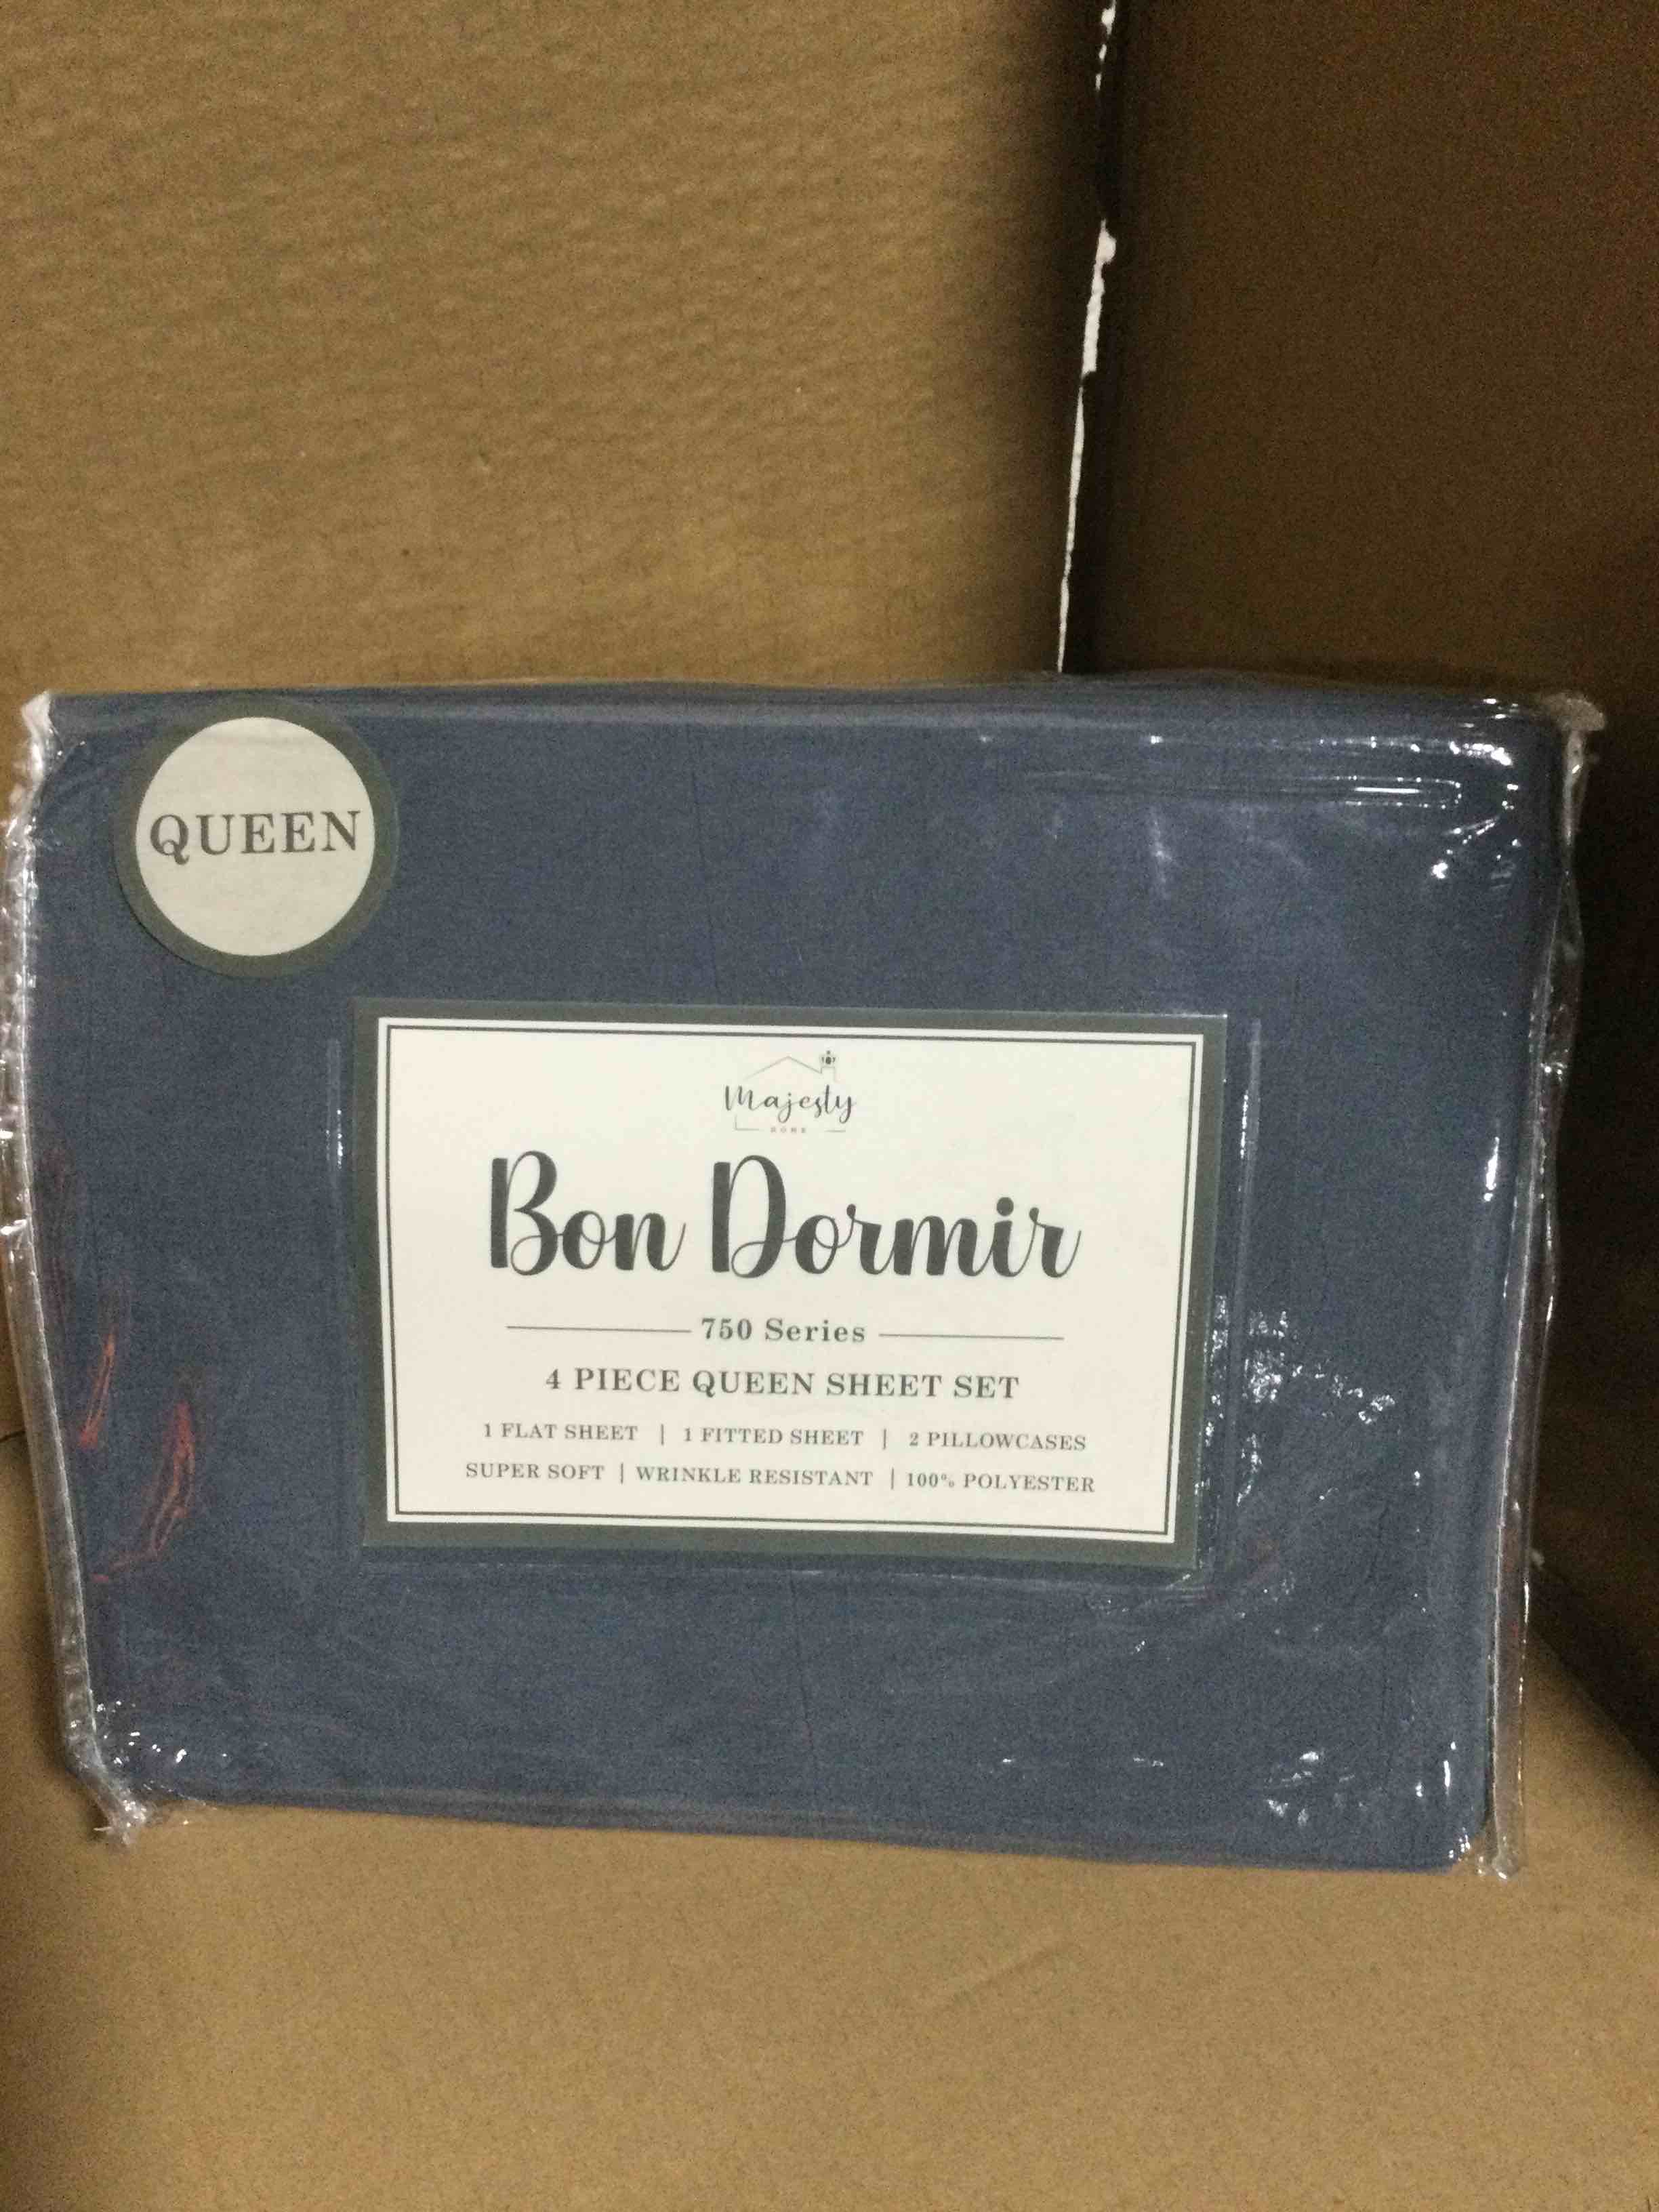 QUEEN
Majesty
HOME
Bon Dormir
750 Series
4 PIECE QUEEN SHEET SET
1 FLAT SHEET | 1 FITTED SHEET | 2 PILLOWCASES
SUPER SOFT | WRINKLE RESISTANT | 100% POLYESTER